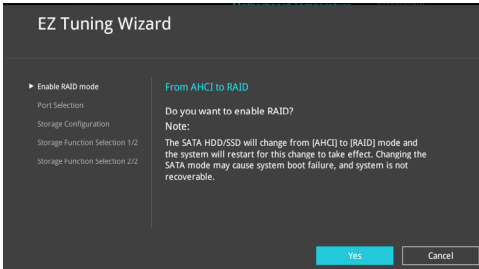 EZ Tuning Wizard
Enable RAID mode
Port Selection
Storage Configuration
Storage Function Selection 1/2
Storage Function Selection 2/2
From AHCI to RAID
Do you want to enable RAID?
Note:
The SATA HDD/SSD will change from [AHCI] to [RAID] mode and
the system will restart for this change to take effect. Changing the
SATA mode may cause system boot failure, and system is not
recoverable.
Yes
Cancel